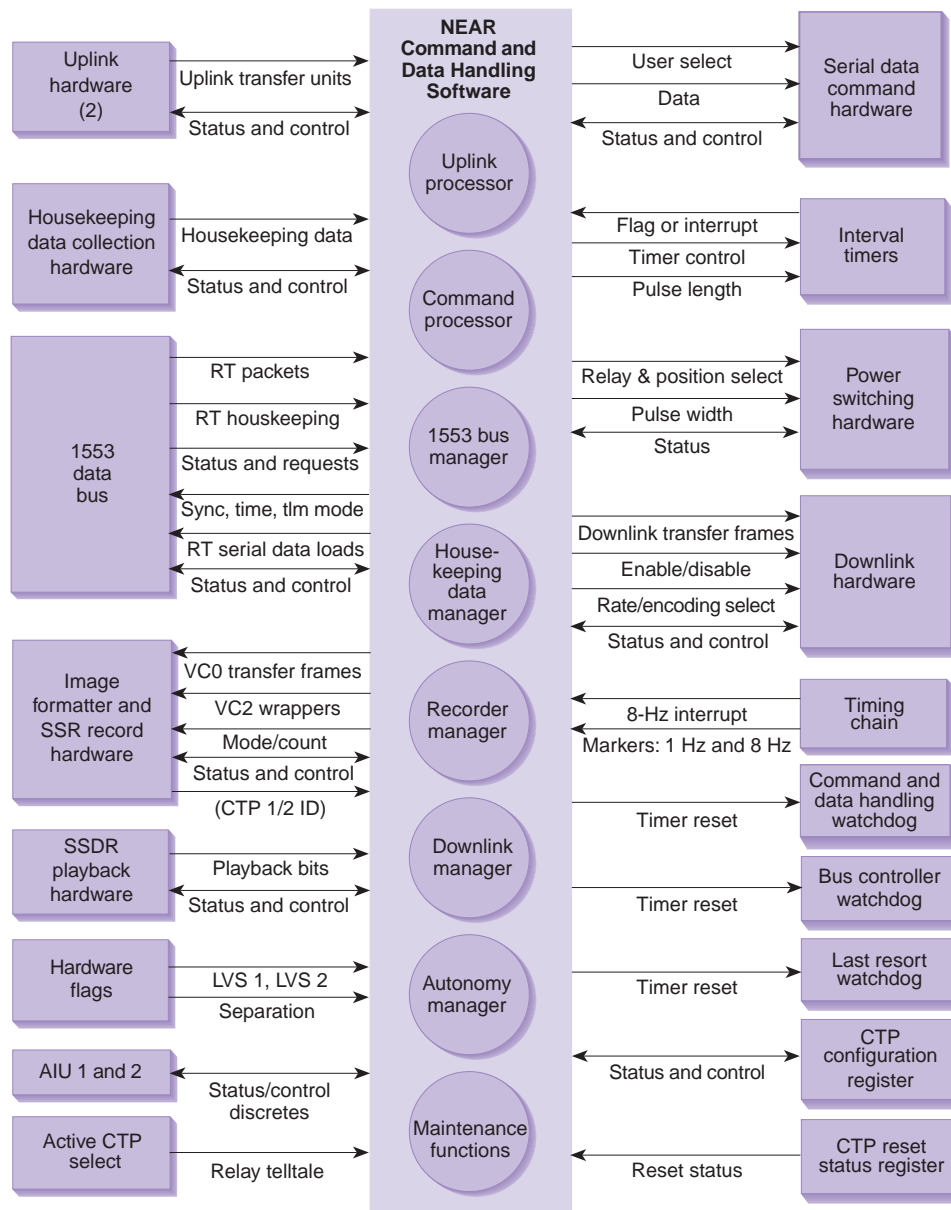 NEAR
Command and
Data Handling
Software
Uplink
hardware
(2)
Uplink transfer units
Status and control
Housekeeping
data collection
hardware
Housekeeping data
Status and control
1553
data
bus
RT packets
RT houskeeping
Status and requests
Sync, time, tlm mode
RT serial data loads
Status and control
Image
formatter and
SSR record
hardware
VC0 transfer frames
VC2 wrappers
Mode/count
Status and control
(CTP 1/2 ID)
SSDR
playback
hardware
Playback bits
Status and control
Hardware
flags
LVS 1, LVS 2
Separation
AIU 1 and 2
Status/control
discretes
Active CTP
select
Relay telltale
Uplink
processor
Command
processor
1553 bus
manager
House-
keeping
data
manager
Recorder
manager
Downlink
manager
Autonomy
manager
Maintenance
functions
User select
Data
Status and control
Serial data
command
hardware
Flag or interrupt
Timer control
Pulse length
Interval
timers
Relay & position select
Pulse width
Status
Power
switching
hardware
Downlink transfer frames
Enable/disable
Rate/encoding select
Status and control
Downlink
hardware
8-Hz interrupt
Markers: 1 Hz and 8 Hz
Timing
chain
Timer reset
Command and
data handling
watchdog
Timer reset
Bus controller
watchdog
Timer reset
Last resort
watchdog
Status and control
CTP
configuration
register
Reset status
CTP reset
status register